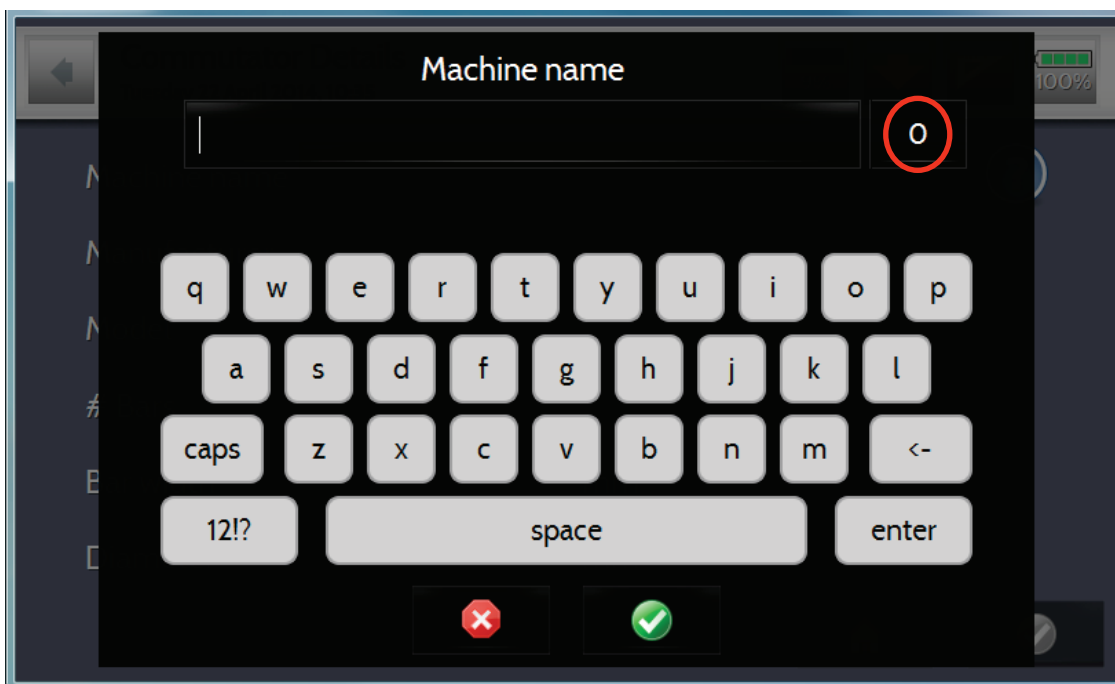 Machine name
0
100%
q w e r t y u i o p
a s d f g h j k l
caps z x c v b n m <-
12!? space enter